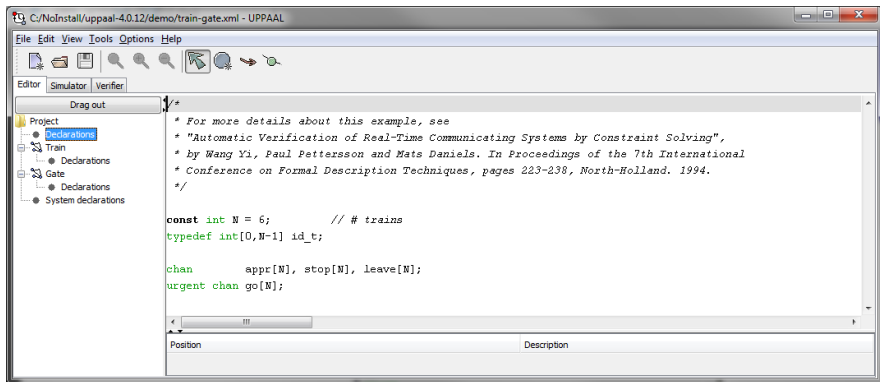 C:/NoInstall/uppaal-4.0.12/demo/train-gate.xml - UPPAAL
File Edit View Tools Options Help
Editor Simulator Verifier
Drag out
Project
Declarations
Train
Declarations
Gate
Declarations
System declarations
/*
* For more details about this example, see
* "Automatic Verification of Real-Time Communicating Systems by Constraint Solving",
* by Wang Yi, Paul Pettersson and Mats Daniels. In Proceedings of the 7th International
* Conference on Formal Description Techniques, pages 223-238, North-Holland. 1994.
*/
const int N = 6; // # trains
typedef int[0,N-1] id_t;
chan appr[N], stop[N], leave[N];
urgent chan go[N];
Position Description